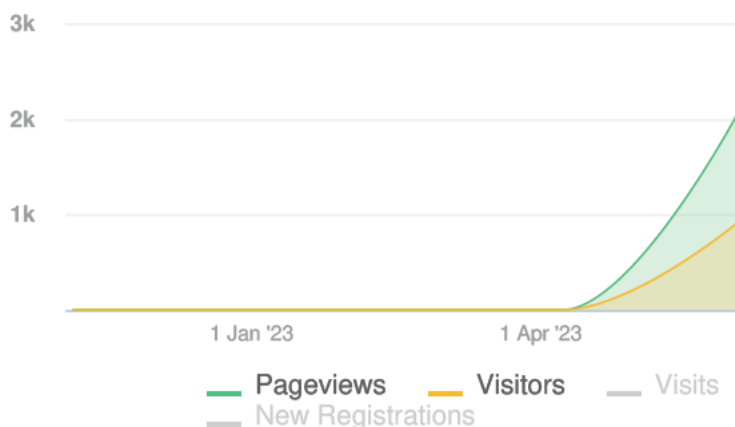 3k
2k
1k
1 Jan '23 1 Apr '23
Pageviews Visitors Visits
New Registrations